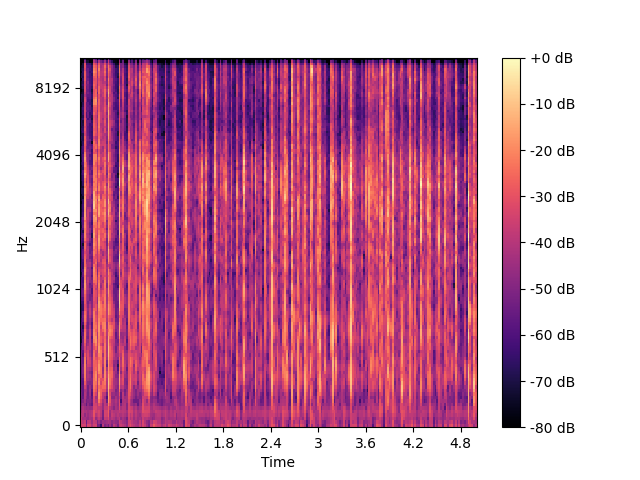 +0 dB
8192
-10 dB
4096
-20 dB
-30 dB
2048
-40 dB
Hz
1024
-50 dB
-60 dB
512
-70 dB
0
-80 dB
0 0.6 1.2 1.8 2.4 3 3.6 4.2 4.8
Time